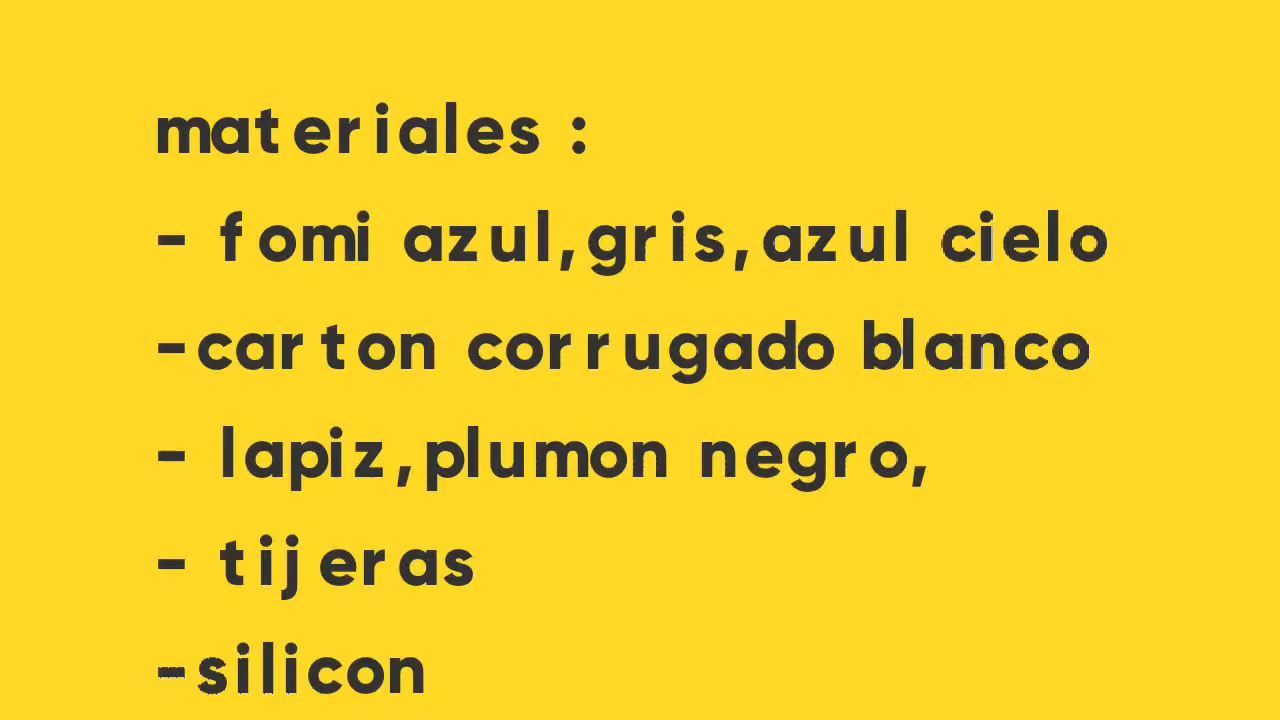 materiales :
- fomi azul,gris,azul cielo
-carton corrugado blanco
- lapiz,plumon negro,
- tijeras
-silicon